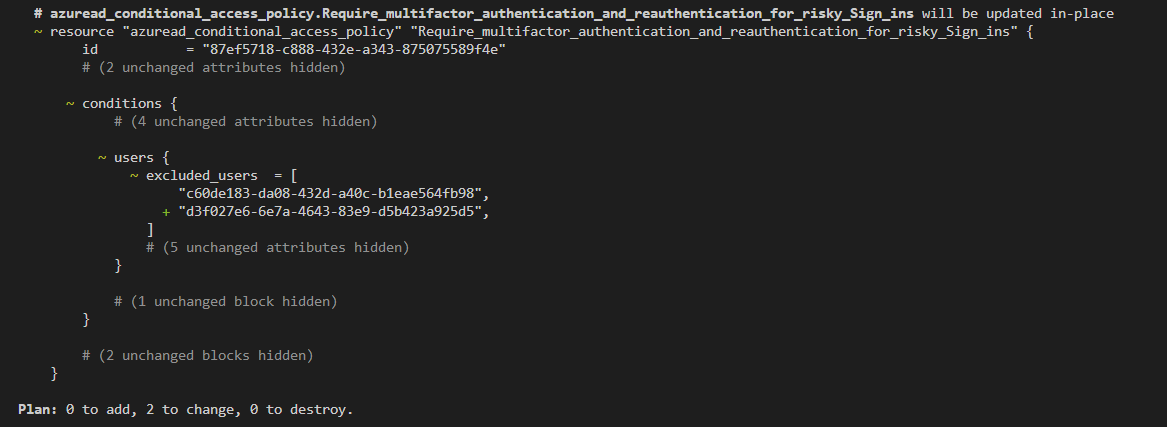 # azuread_conditional_access_policy.Require_multifactor_authentication_and_reauthentication_for_risky_Sign_ins will be updated in-place
~ resource "azuread_conditional_access_policy" "Require_multifactor_authentication_and_reauthentication_for_risky_Sign_ins" {
id = "87ef5718-c888-432e-a343-875075589f4e"
# (2 unchanged attributes hidden)
~ conditions {
# (4 unchanged attributes hidden)
~ users {
~ excluded_users = [
"c60de183-da08-432d-a40c-b1eae564fb98",
+ "d3f027e6-6e7a-4643-83e9-d5b423a925d5",
]
# (5 unchanged attributes hidden)
}
# (1 unchanged block hidden)
}
# (2 unchanged blocks hidden)
}
Plan: 0 to add, 2 to change, 0 to destroy.